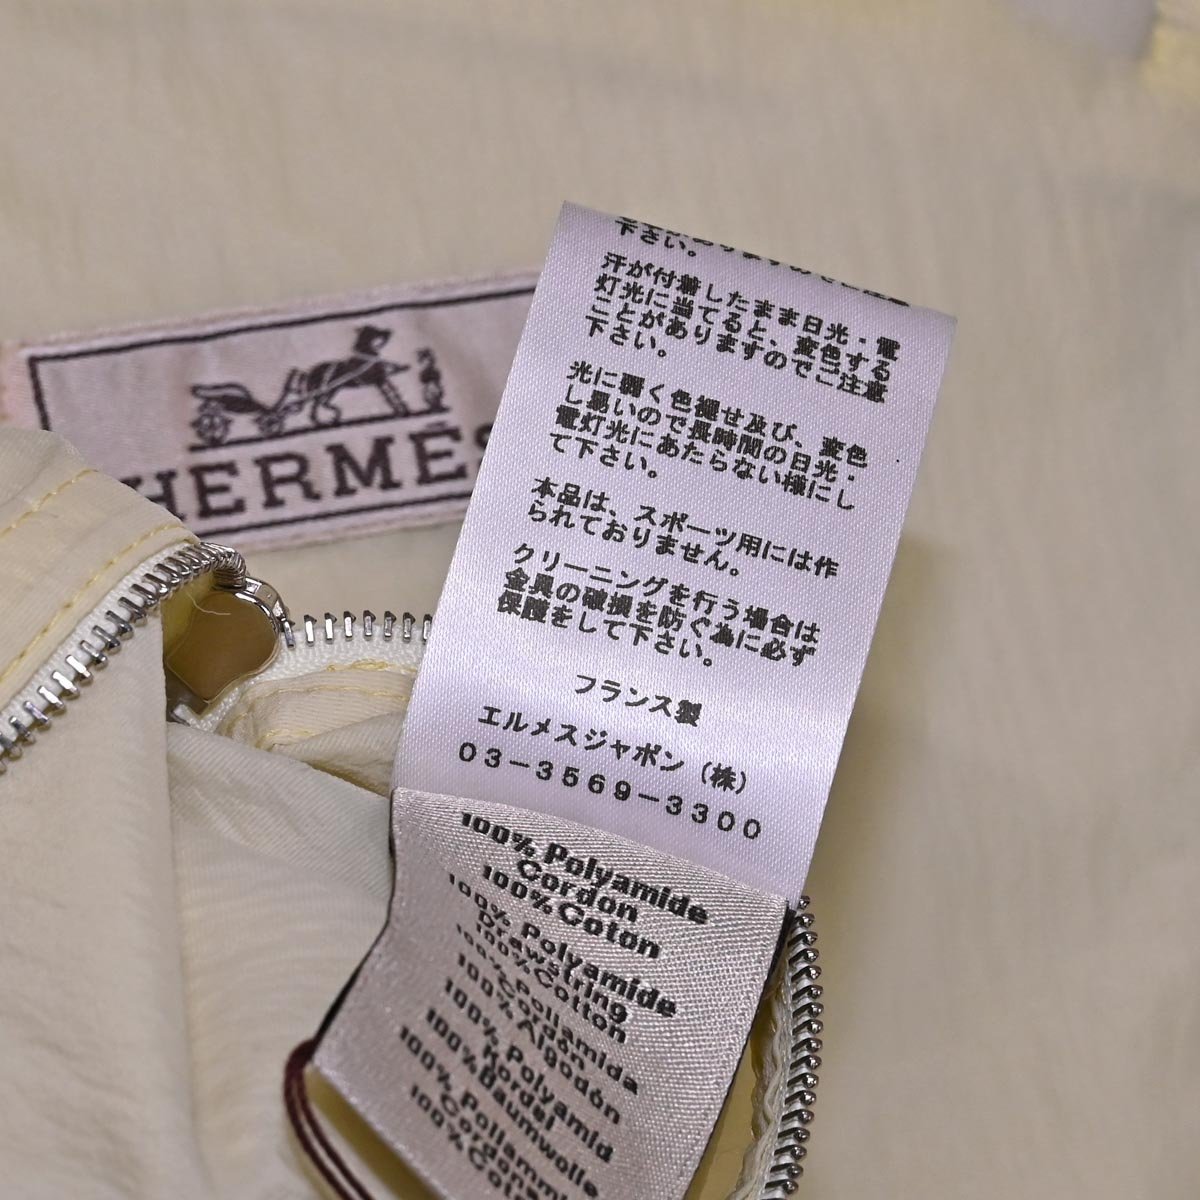 HERMÈS
下さい。
汗が付着したまま日光・電
灯光に当てると、変色する
ことがありますのでご注意
下さい。
光に弱く色褪せ及び、変色
し易いので長時間の日光・
電灯光にあたらない様にし
て下さい。
本品は、スポーツ用には作
られておりません。
クリーニングを行う場合は
金具の破損を防ぐ為に必ず
保護をして下さい。
フランス製
エルメスジャポン（株）
03-3569-3300
100% Polyamide
Cordon
100% Coton
100% Polyamide
Drawstring
100% Cotton
100% Poliamida
Cordón
100% Algodón
100% Polyamid
Kordel
100% Baumwolle
100% Poliammi
Cordon
100% Coto